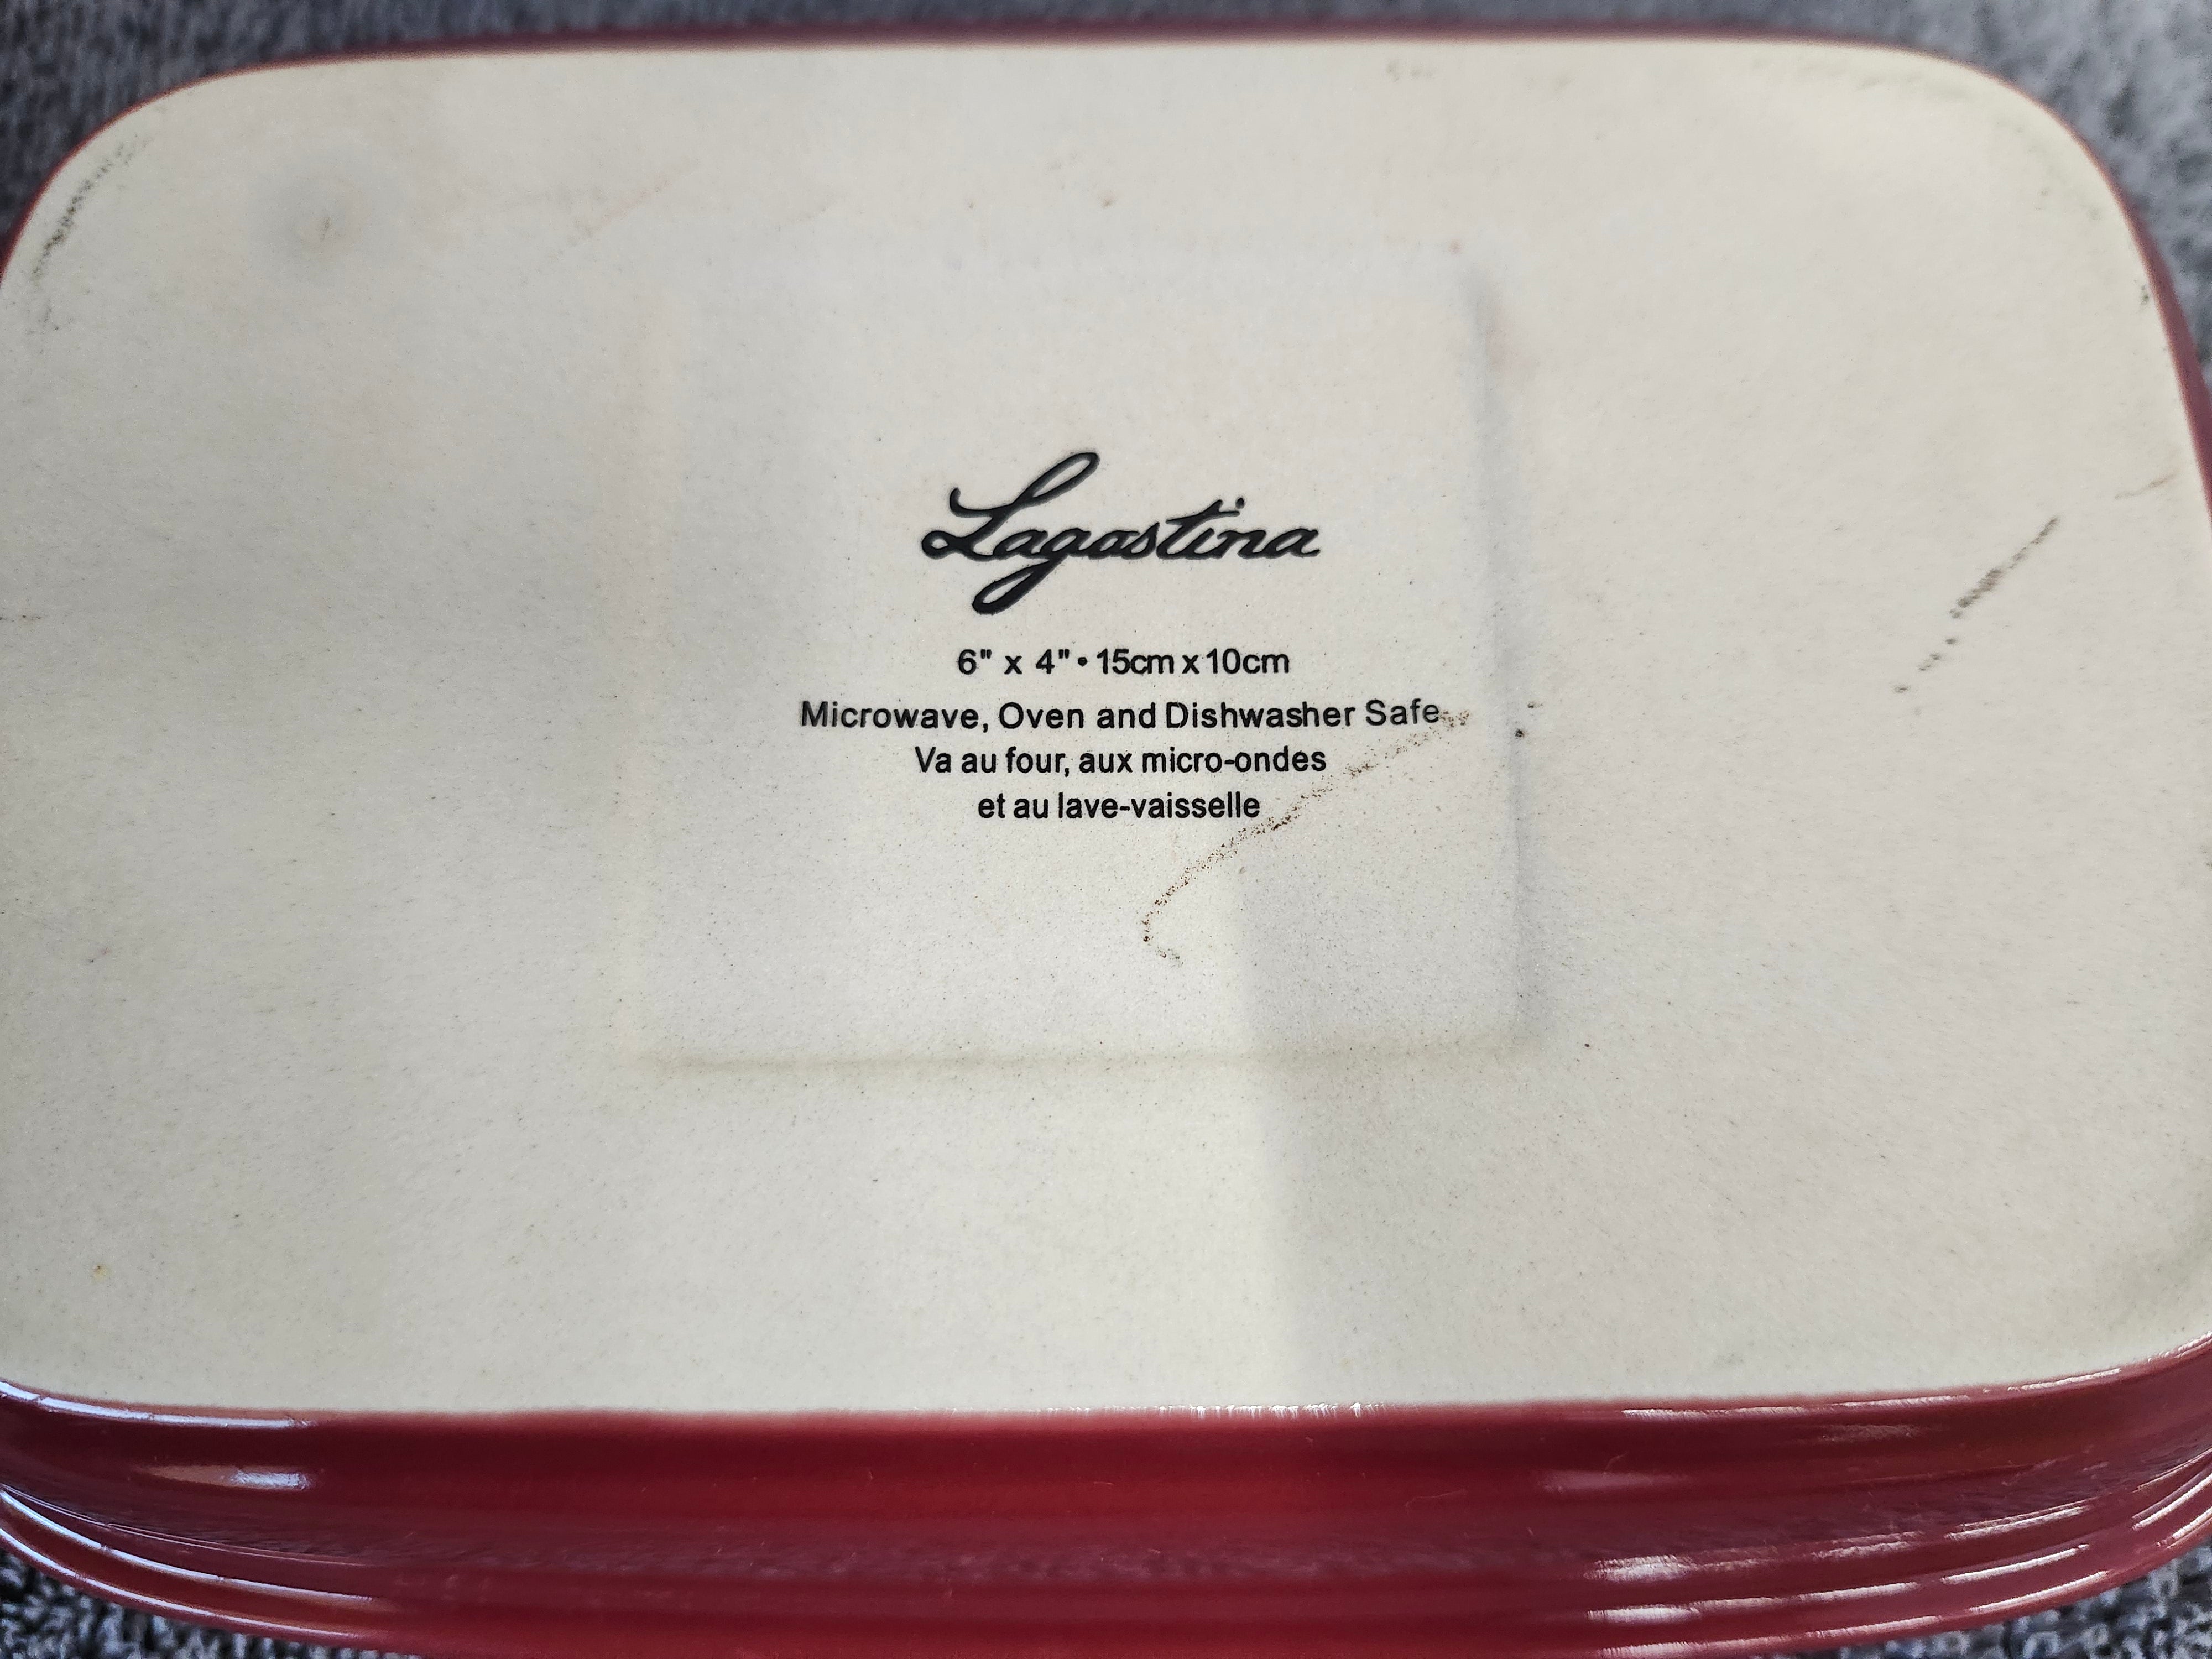 Lagostina
6" x 4" • 15cm x 10cm
Microwave, Oven and Dishwasher Safe
Va au four, aux micro-ondes
et au lave-vaisselle